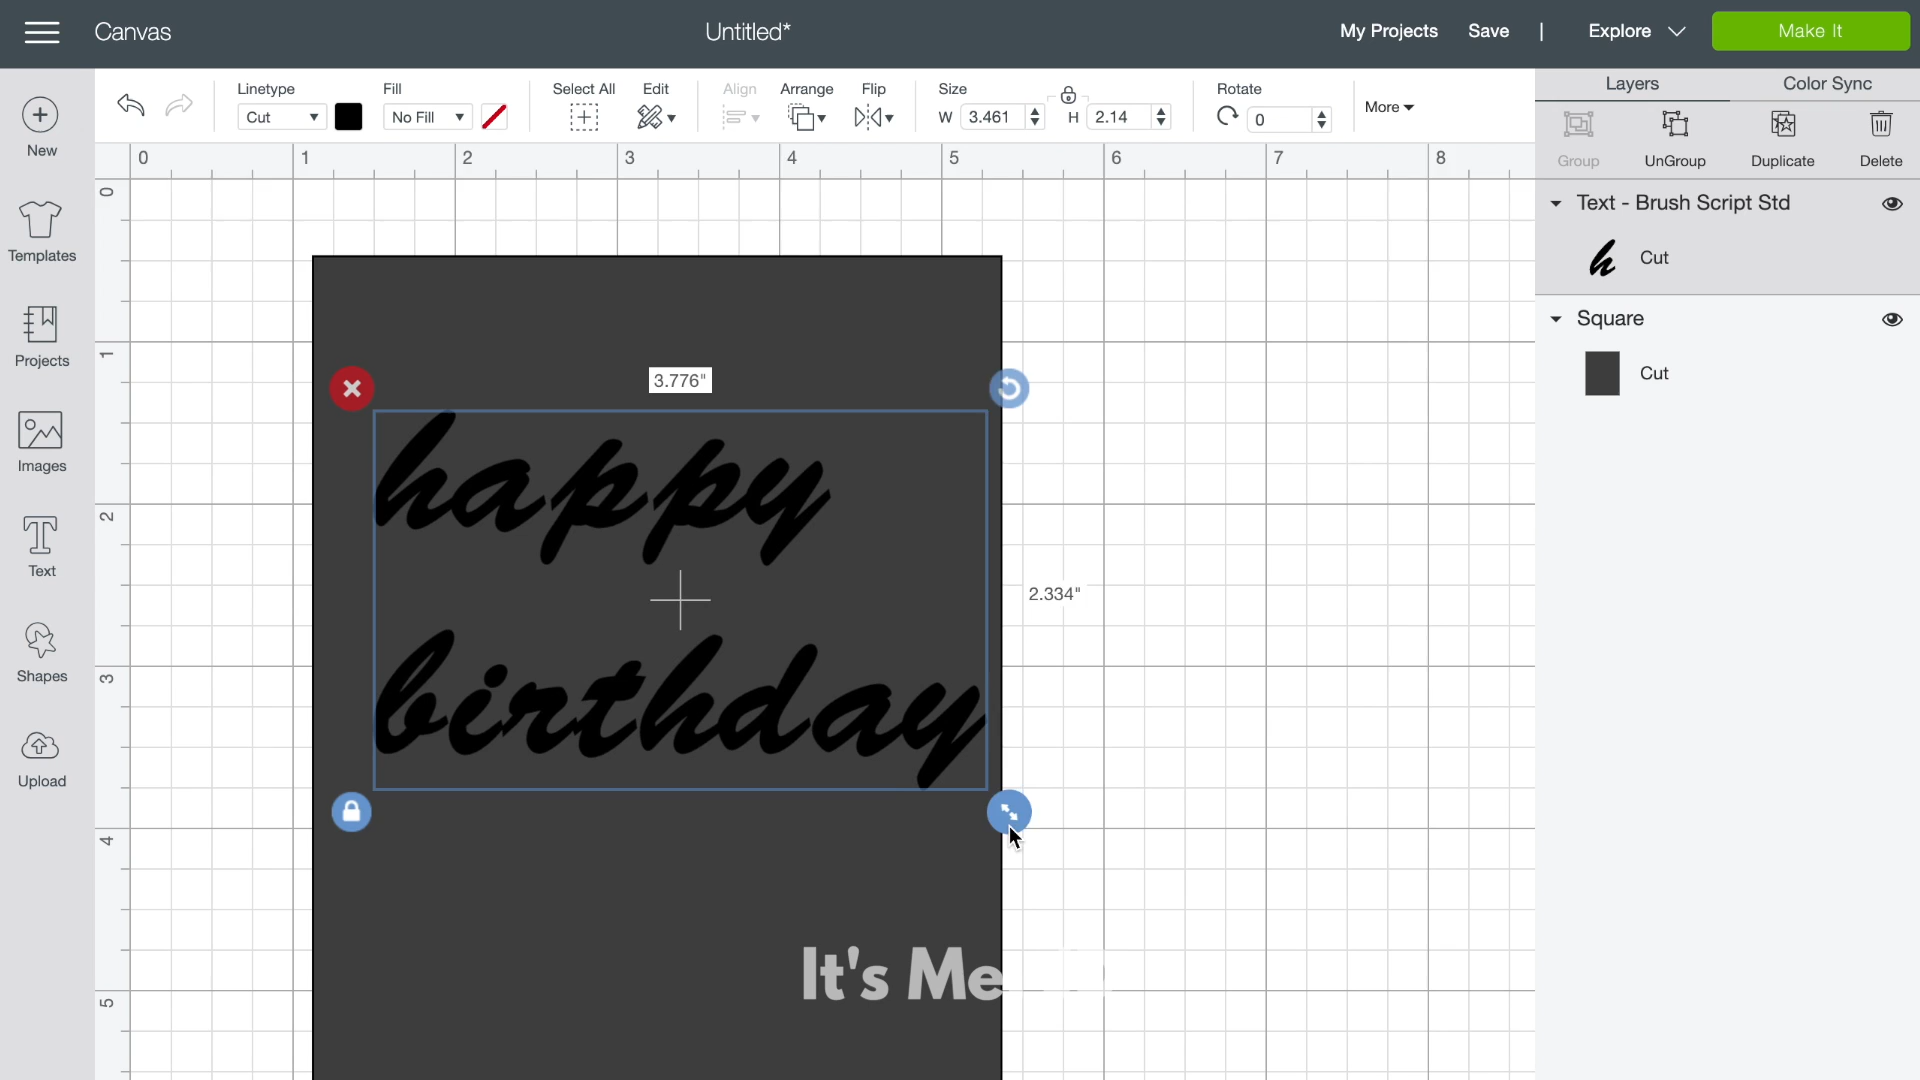 Canvas
Untitled*
My Projects
Save
|
Explore
Make It
Linetype
Cut
Fill
No Fill
Select All
Edit
Align
Arrange
Flip
Size
W 3.461
H 2.14
Rotate
0
More
Layers
Color Sync
Group
UnGroup
Duplicate
Delete
Text - Brush Script Std
h Cut
Square
Cut
New
Templates
Projects
Images
Text
Shapes
Upload
0 1 2 3 4 5 6 7 8
0
1
2
3
4
5
3.776"
2.334"
happy
birthday
It's Me